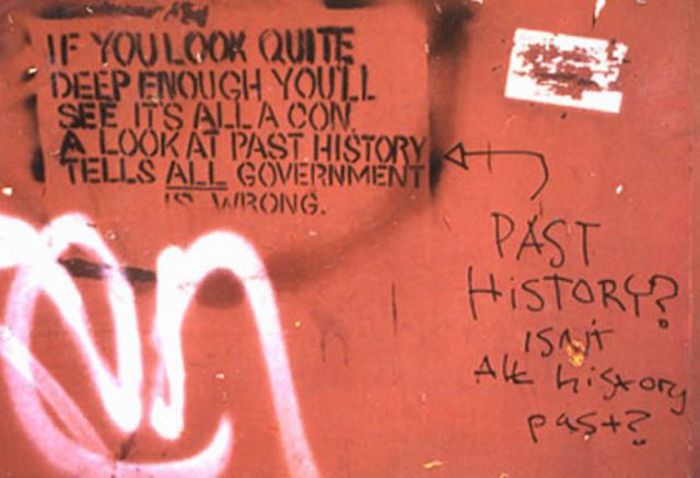 IF YOU LOOK QUITE
DEEP ENOUGH YOU'LL
SEE IT'S ALL A CON.
A LOOK AT PAST HISTORY
TELLS ALL GOVERNMENT
IS WRONG.
PAST
HISTORY?
ISN'T
ALL history
past?